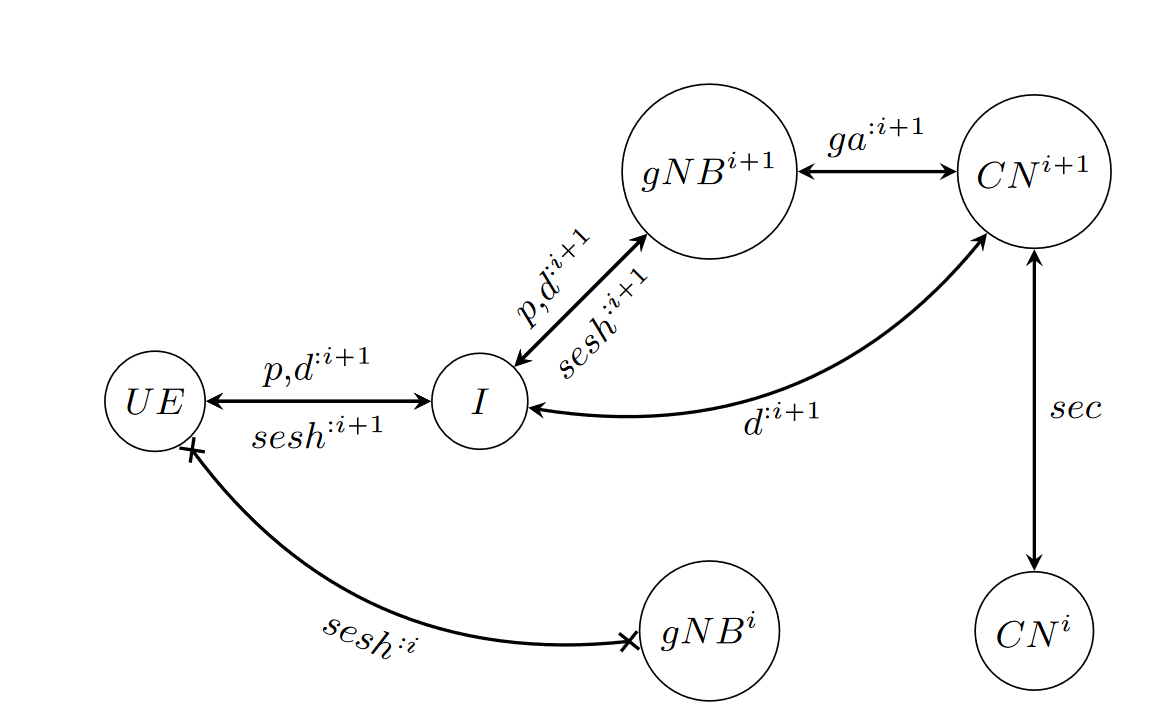 ga^{:i+1}
gNB^{i+1}
CN^{i+1}
p,d^{:i+1}
sesh^{:i+1}
p,d^{:i+1}
UE
I
sesh^{:i+1}
d^{:i+1}
sec
sesh^{:i}
gNB^{i}
CN^{i}